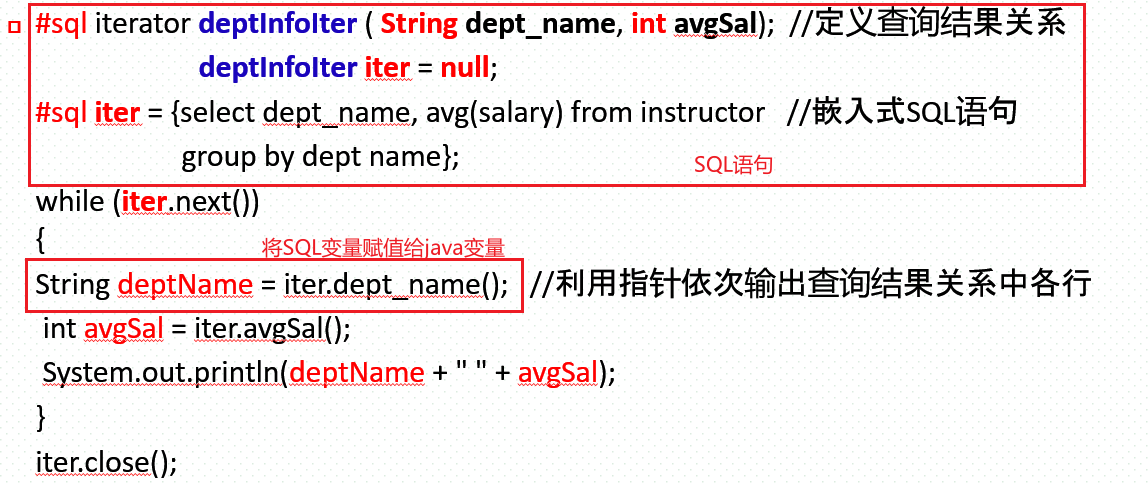 #sql iterator deptInfoIter ( String dept_name, int avgSal); //定义查询结果关系
deptInfoIter iter = null;
#sql iter = {select dept_name, avg(salary) from instructor //嵌入式SQL语句
group by dept name};
SQL语句
while (iter.next())
{
将SQL变量赋值给java变量
String deptName = iter.dept_name(); //利用指针依次输出查询结果关系中各行
int avgSal = iter.avgSal();
System.out.println(deptName + " " + avgSal);
}
iter.close();